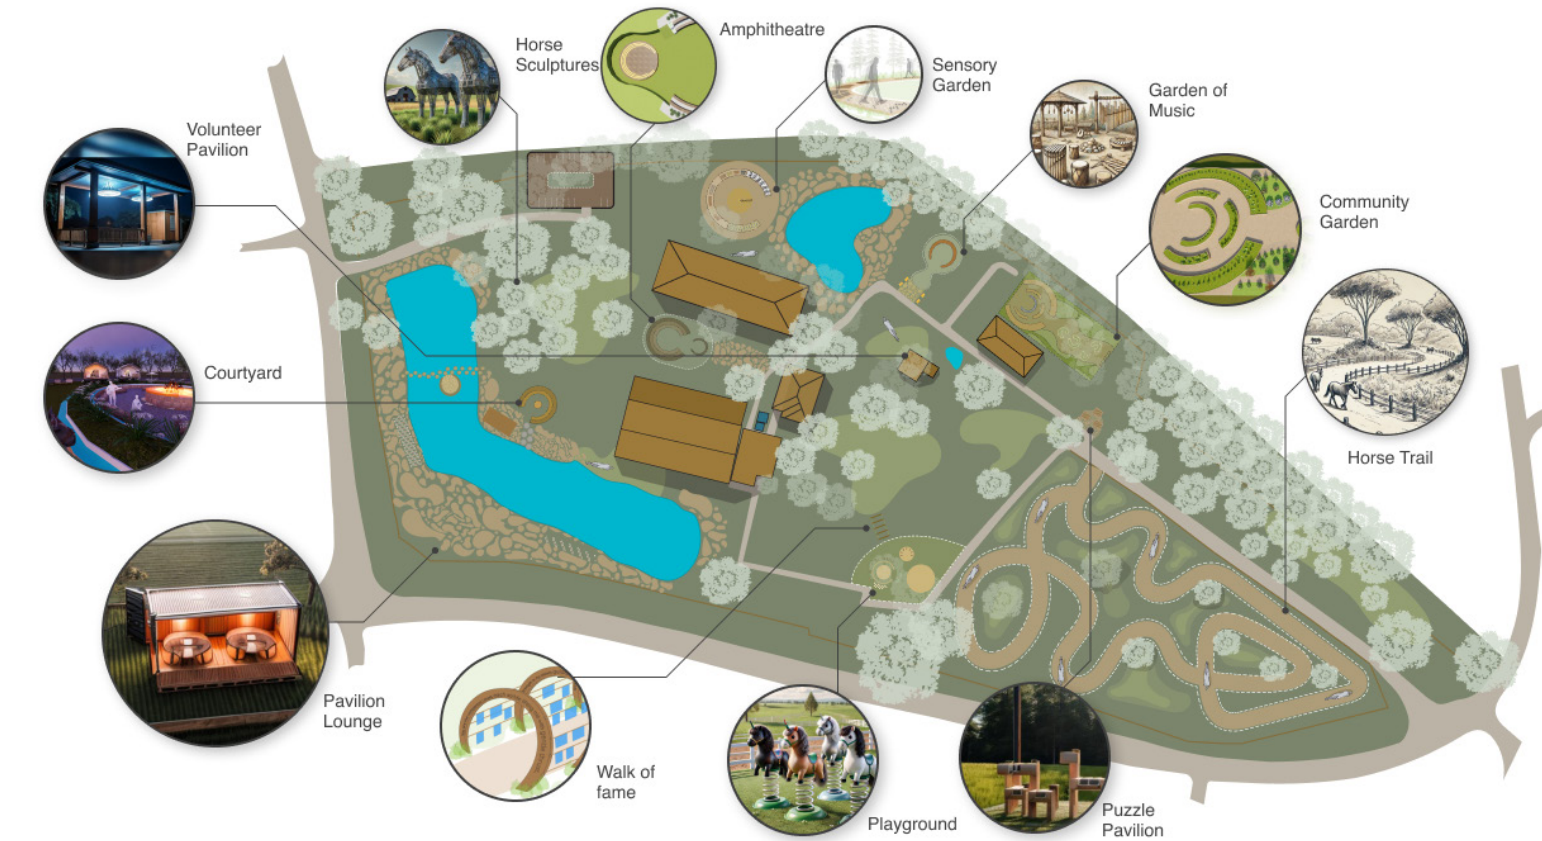 Horse
Sculptures
Amphitheatre
Sensory
Garden
Garden of
Music
Volunteer
Pavilion
Community
Garden
Courtyard
Horse Trail
Pavilion
Lounge
Walk of
fame
Playground
Puzzle
Pavilion